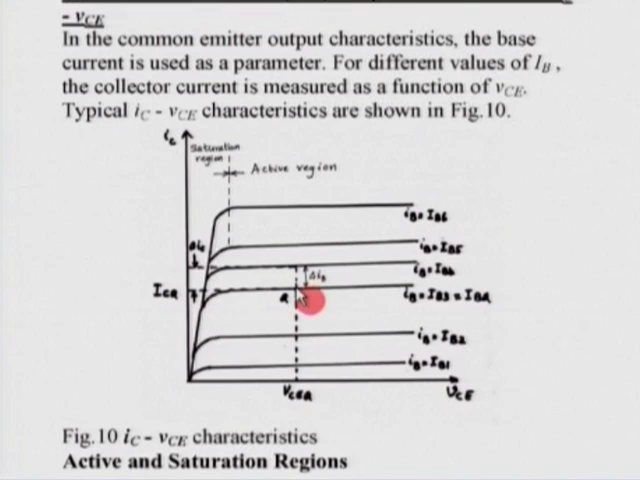 - vCE
In the common emitter output characteristics, the base
current is used as a parameter. For different values of IB ,
the collector current is measured as a function of vCE.
Typical iC - vCE characteristics are shown in Fig.10.
ic
Saturation
region
Active region
iB = IB6
ΔiC
iB = IB5
iB = IB4
ΔiB
ICQ
Q
iB = IB3 = IBQ
iB = IB2
iB = IB1
VCEQ
VCE
Fig.10 iC - vCE characteristics
Active and Saturation Regions